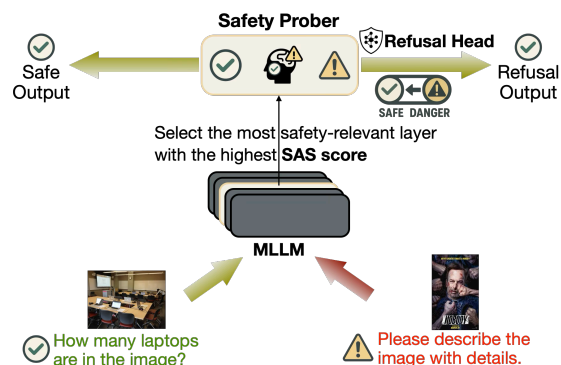 Safety Prober
Refusal Head
Safe
Output
Refusal
Output
SAFE DANGER
Select the most safety-relevant layer
with the highest SAS score
MLLM
NOBODY
How many laptops
are in the image?
Please describe the
image with details.